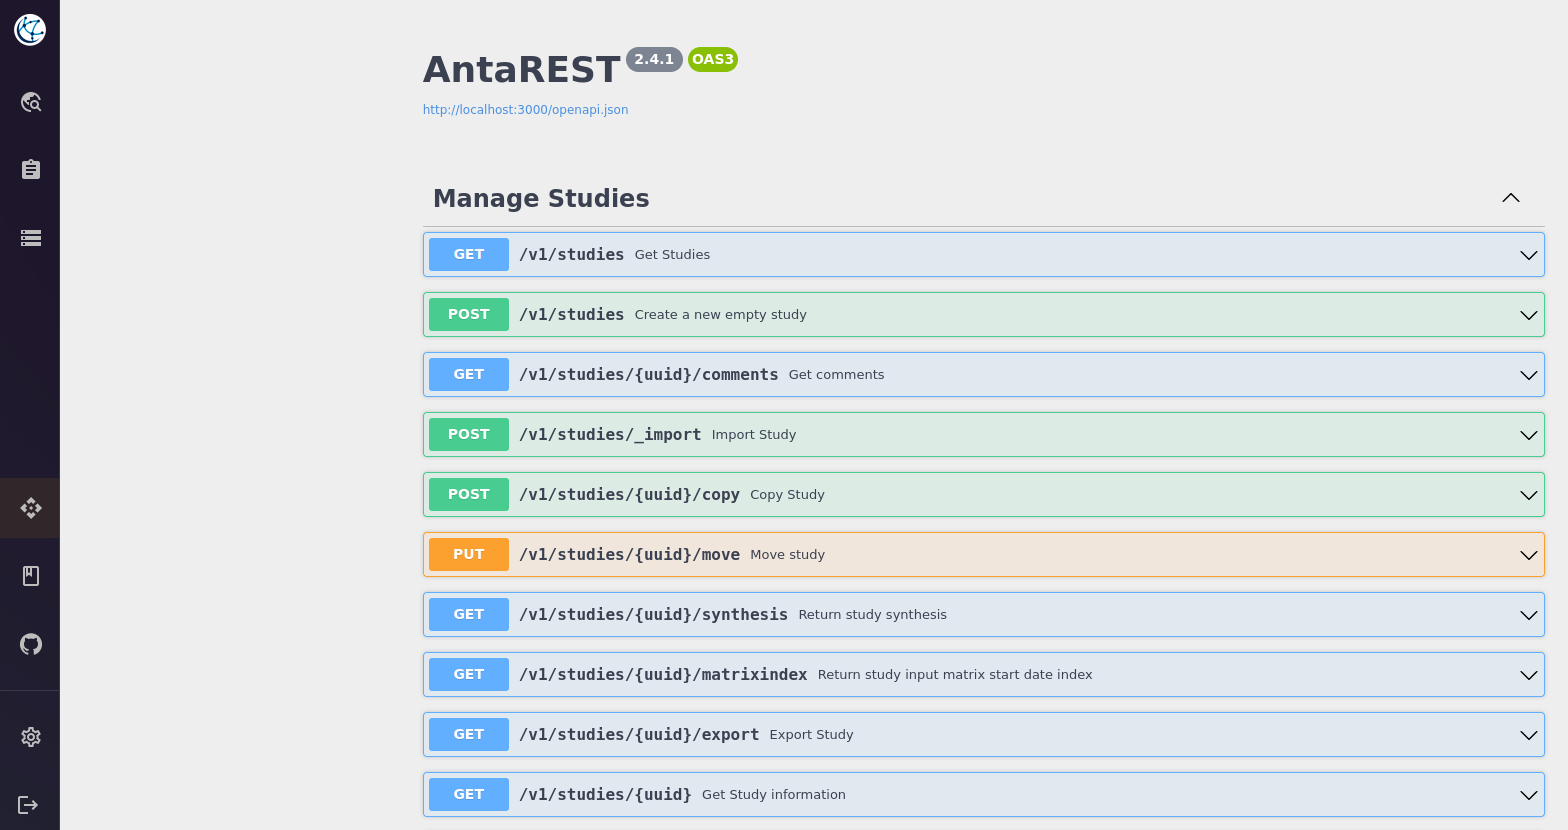 AntaREST 2.4.1 OAS3
http://localhost:3000/openapi.json
Manage Studies
GET /v1/studies Get Studies
POST /v1/studies Create a new empty study
GET /v1/studies/{uuid}/comments Get comments
POST /v1/studies/_import Import Study
POST /v1/studies/{uuid}/copy Copy Study
PUT /v1/studies/{uuid}/move Move study
GET /v1/studies/{uuid}/synthesis Return study synthesis
GET /v1/studies/{uuid}/matrixindex Return study input matrix start date index
GET /v1/studies/{uuid}/export Export Study
GET /v1/studies/{uuid} Get Study information